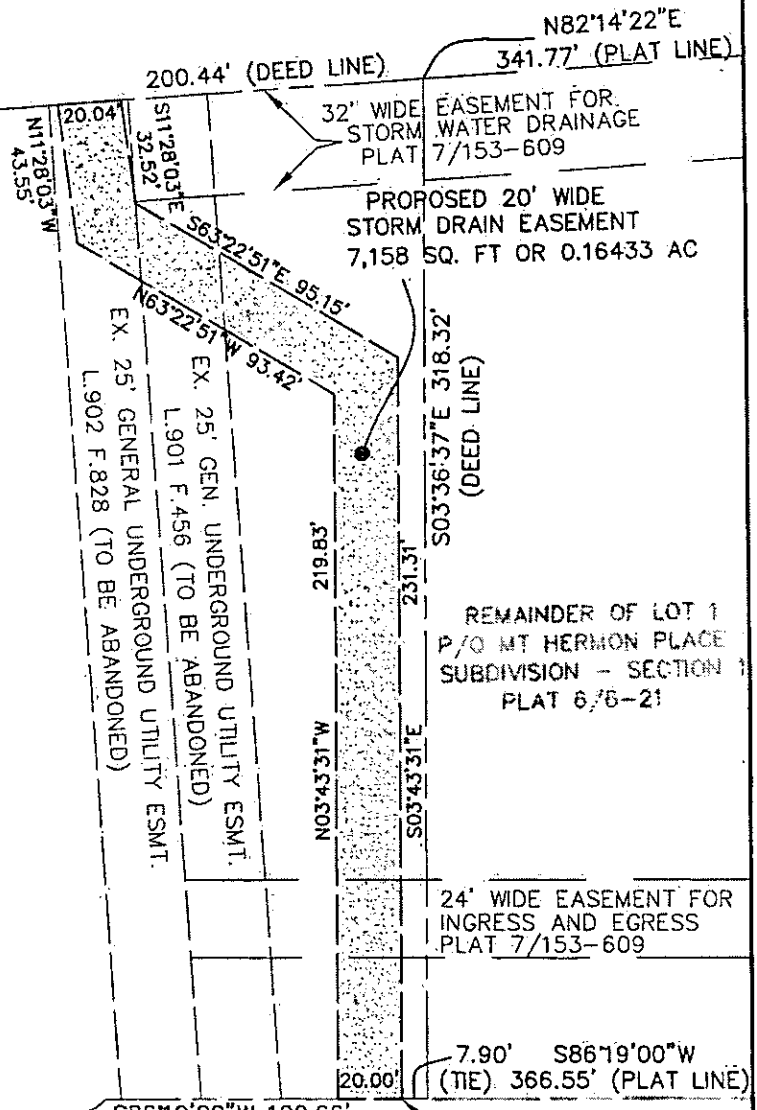 N82°14'22"E
341.77' (PLAT LINE)
200.44' (DEED LINE)
32" WIDE EASEMENT FOR
STORM WATER DRAINAGE
PLAT 7/153-609
20.04'
N11°28'03"W
43.55'
S11°28'03"E
32.52'
PROPOSED 20' WIDE
STORM DRAIN EASEMENT
7,158 SQ. FT OR 0.16433 AC
S63°22'51"E 95.15'
N63°22'51"W 93.42'
EX. 25' GENERAL UNDERGROUND UTILITY ESMT.
L.902 F.828 (TO BE ABANDONED)
EX. 25' GEN. UNDERGROUND UTILITY ESMT.
L.901 F.456 (TO BE ABANDONED)
219.83'
N03°43'31"W
231.31'
S03°43'31"E
S03°36'37"E 318.32'
(DEED LINE)
REMAINDER OF LOT 1
P/O MT HERMON PLACE
SUBDIVISION - SECTION 1
PLAT 6/6-21
24' WIDE EASEMENT FOR
INGRESS AND EGRESS
PLAT 7/153-609
20.00'
7.90' S86°19'00"W
(TIE) 366.55' (PLAT LINE)